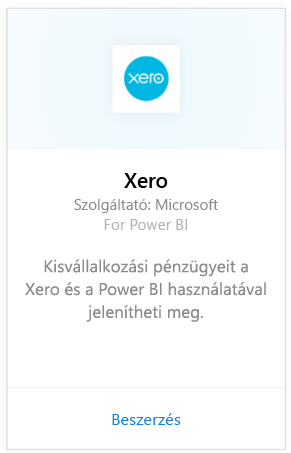 xero
Xero
Szolgáltató: Microsoft
For Power BI
Kisvállalkozási pénzügyeit a
Xero és a Power BI használatával
jelenítheti meg.
Beszerzés